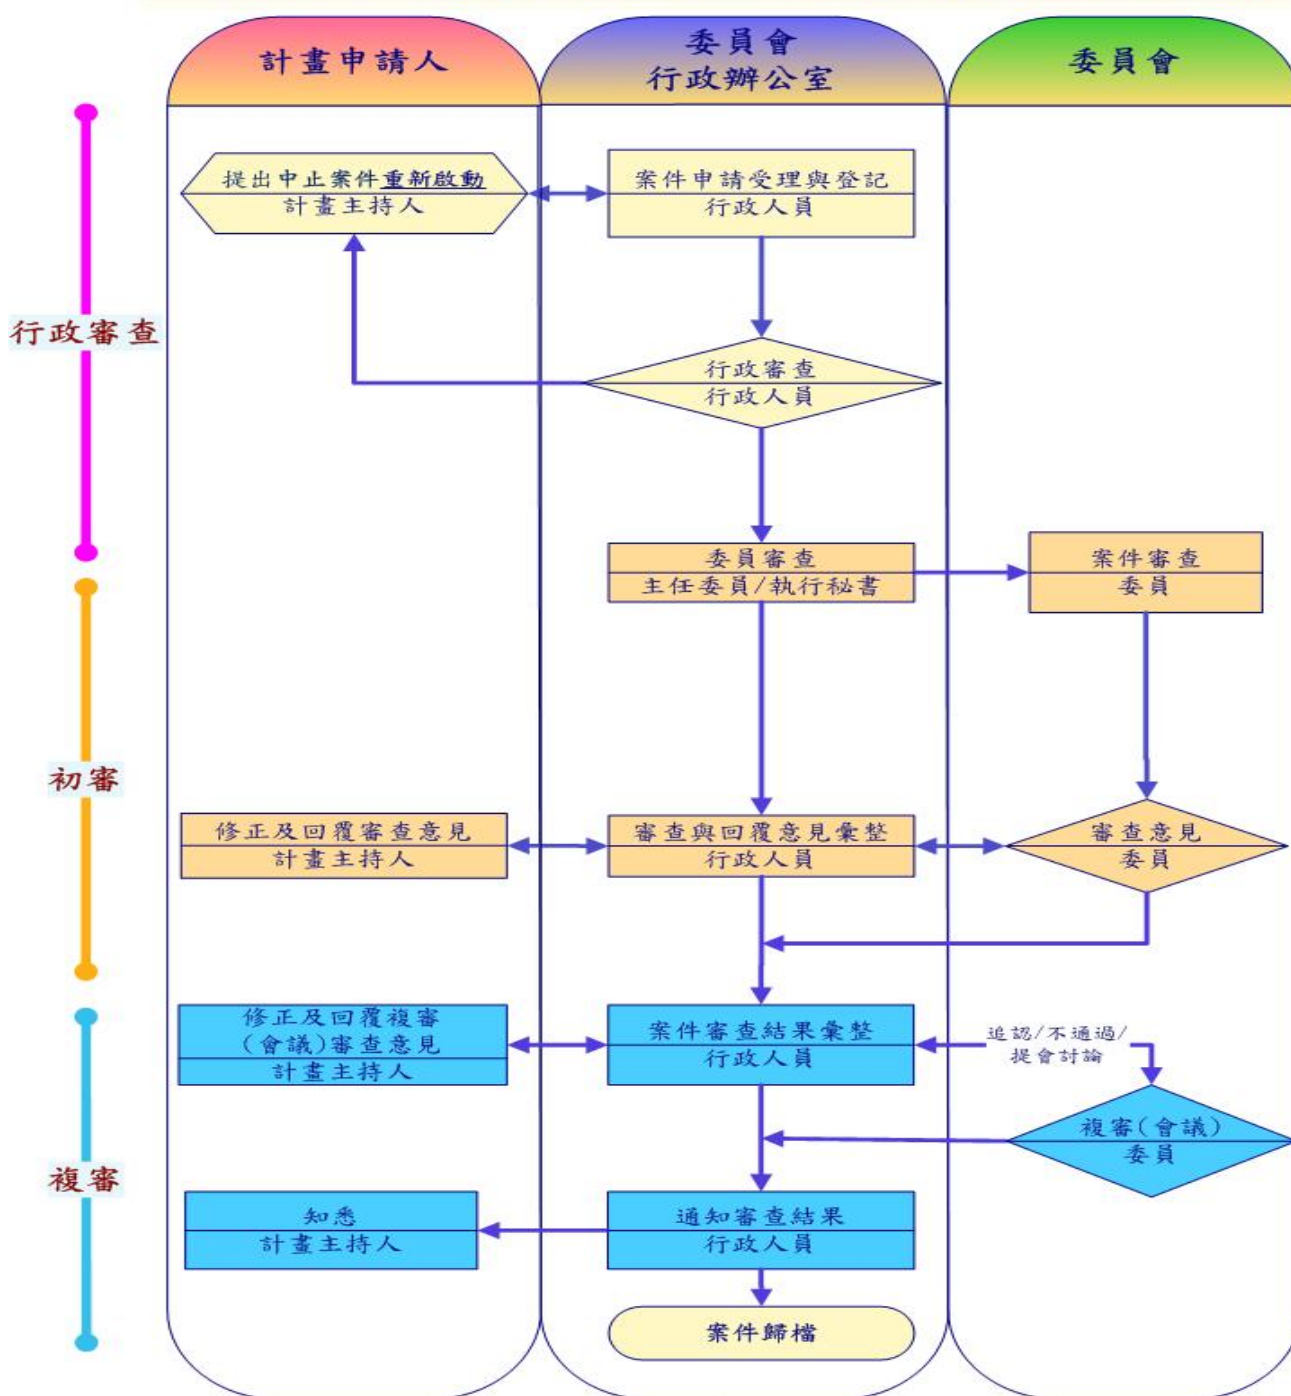 計畫申請人
委員會
行政辦公室
委員會
行政審查
提出中止案件重新啟動
計畫主持人
案件申請受理與登記
行政人員
行政審查
行政人員
委員審查
主任委員/執行秘書
案件審查
委員
初審
修正及回覆審查意見
計畫主持人
審查與回覆意見彙整
行政人員
審查意見
委員
複審
修正及回覆複審
(會議)審查意見
計畫主持人
案件審查結果彙整
行政人員
追認/不通過/
提會討論
複審(會議)
委員
知悉
計畫主持人
通知審查結果
行政人員
案件歸檔